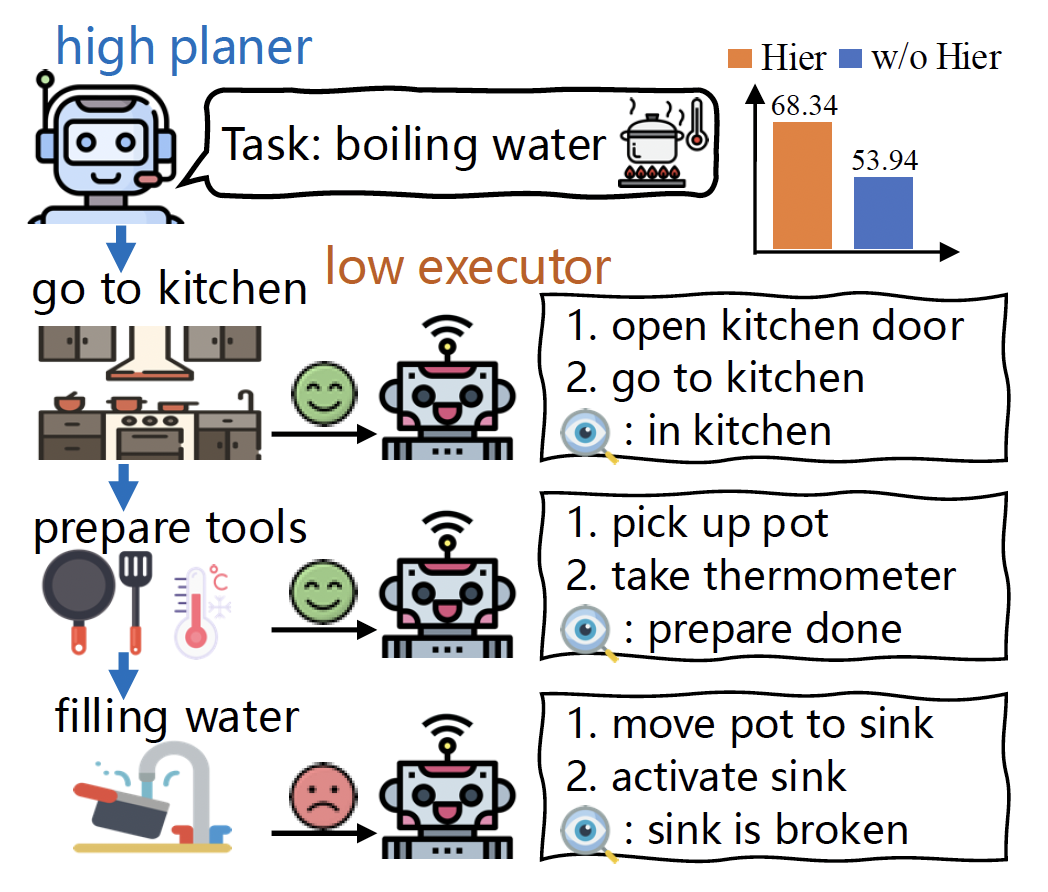 high planer
Hier w/o Hier
68.34
53.94
Task: boiling water
go to kitchen
low executor
1. open kitchen door
2. go to kitchen
: in kitchen
prepare tools
°C
1. pick up pot
2. take thermometer
: prepare done
filling water
1. move pot to sink
2. activate sink
: sink is broken